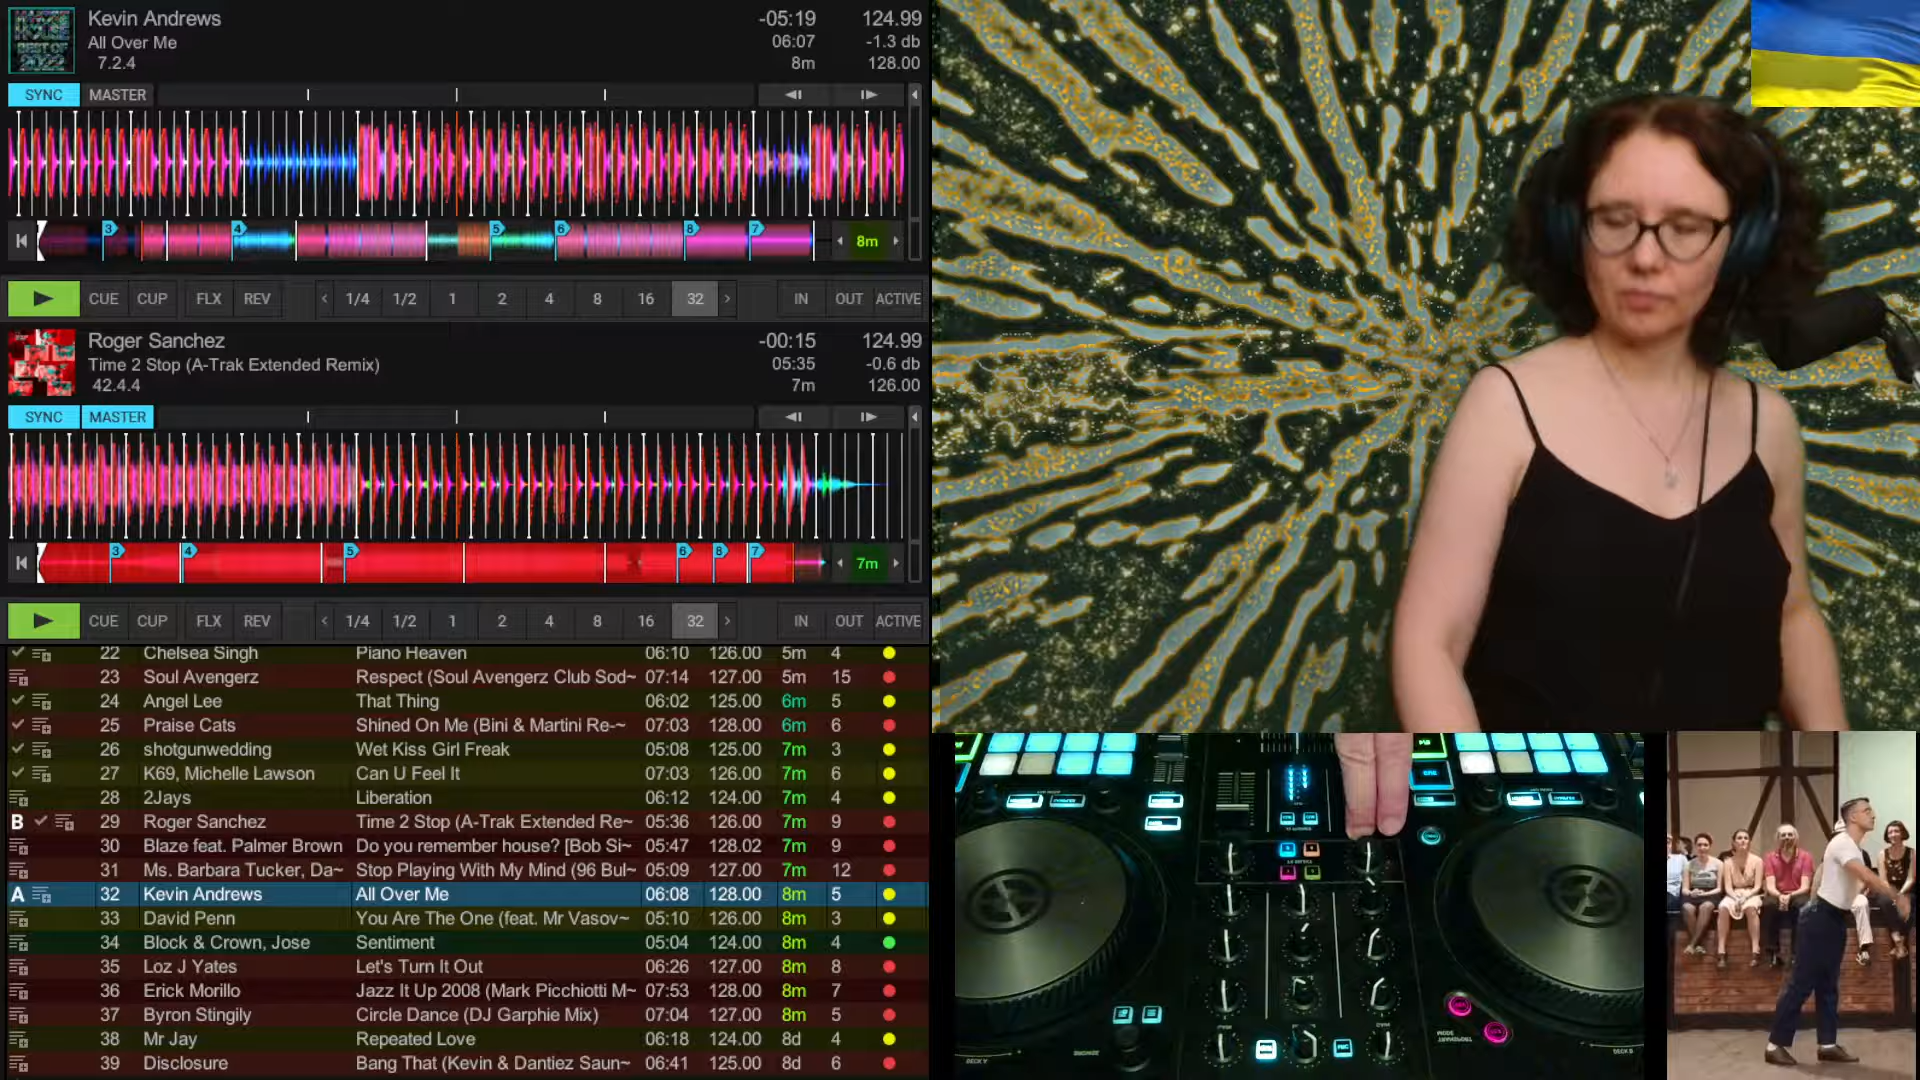 HOUSE
BEST OF
2022
Kevin Andrews -05:19 124.99
All Over Me 06:07 -1.3 db
7.2.4 8m 128.00
SYNC MASTER
3 4 5 6 8 7 8m
CUE CUP FLX REV 1/4 1/2 1 2 4 8 16 32 IN OUT ACTIVE
Roger Sanchez -00:15 124.99
Time 2 Stop (A-Trak Extended Remix) 05:35 -0.6 db
42.4.4 7m 126.00
SYNC MASTER
3 4 5 6 8 7 7m
CUE CUP FLX REV 1/4 1/2 1 2 4 8 16 32 IN OUT ACTIVE
22 Chelsea Singh Piano Heaven 06:10 126.00 5m 4
23 Soul Avengerz Respect (Soul Avengerz Club Sod~ 07:14 127.00 5m 15
24 Angel Lee That Thing 06:02 125.00 6m 5
25 Praise Cats Shined On Me (Bini & Martini Re-~ 07:03 128.00 6m 6
26 shotgunwedding Wet Kiss Girl Freak 05:08 125.00 7m 3
27 K69, Michelle Lawson Can U Feel It 07:03 126.00 7m 6
28 2Jays Liberation 06:12 124.00 7m 4
B 29 Roger Sanchez Time 2 Stop (A-Trak Extended Re~ 05:36 126.00 7m 9
30 Blaze feat. Palmer Brown Do you remember house? [Bob Si~ 05:47 128.02 7m 9
31 Ms. Barbara Tucker, Da~ Stop Playing With My Mind (96 Bul~ 05:09 127.00 7m 12
A 32 Kevin Andrews All Over Me 06:08 128.00 8m 5
33 David Penn You Are The One (feat. Mr Vasov~ 05:10 126.00 8m 3
34 Block & Crown, Jose Sentiment 05:04 124.00 8m 4
35 Loz J Yates Let's Turn It Out 06:26 127.00 8m 8
36 Erick Morillo Jazz It Up 2008 (Mark Picchiotti M~ 07:53 128.00 8m 7
37 Byron Stingily Circle Dance (DJ Garphie Mix) 07:04 127.00 8m 5
38 Mr Jay Repeated Love 06:18 124.00 8d 4
39 Disclosure Bang That (Kevin & Dantiez Saun~ 06:41 125.00 8d 6